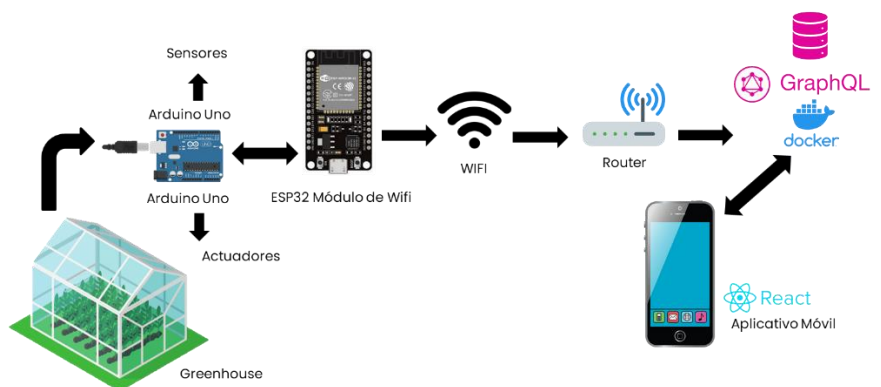 Sensores
Arduino Uno
Arduino Uno
Actuadores
Greenhouse
ESP32 Módulo de Wifi
WIFI
Router
GraphQL
docker
React
Aplicativo Móvil